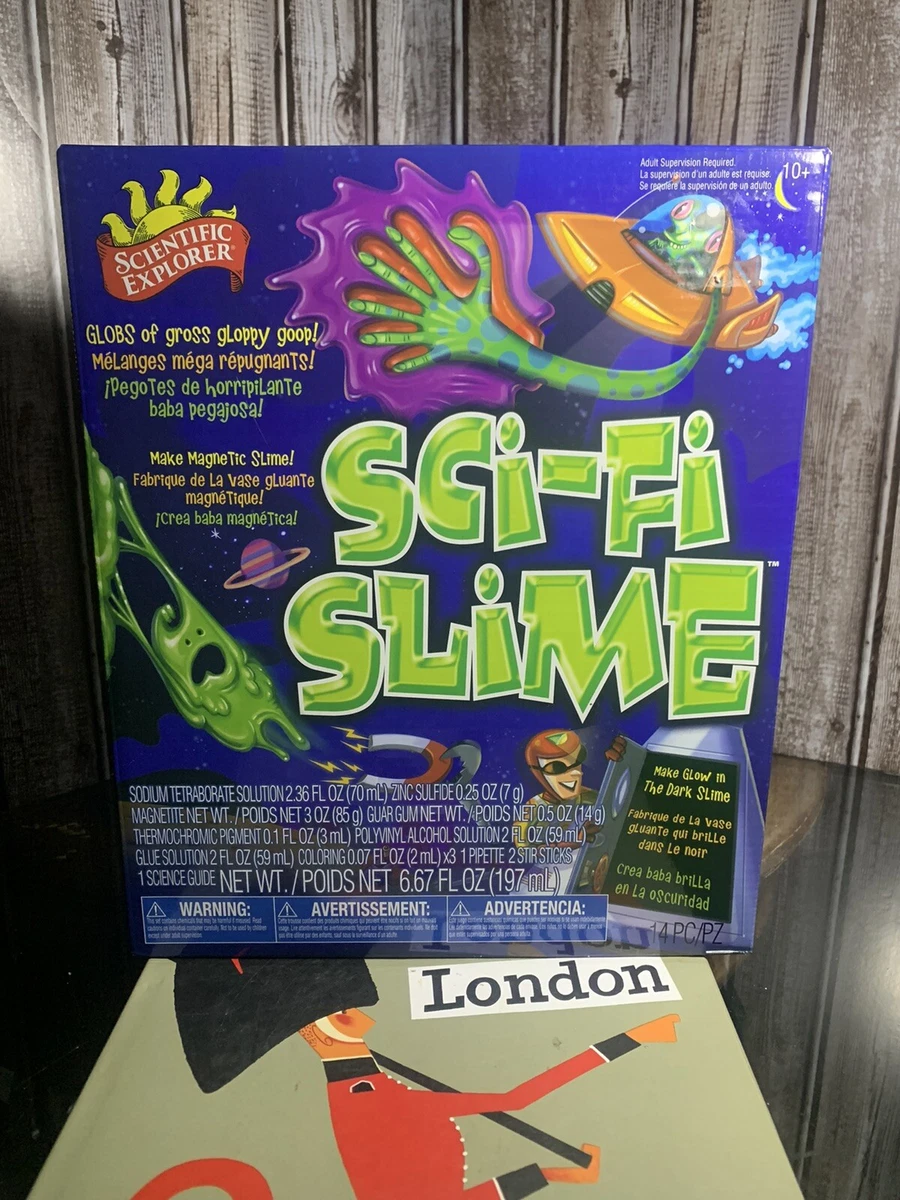 Adult Supervision Required.
La supervision d'un adulte est requise.
Se requiere la supervisión de un adulto.
10+
SCIENTIFIC
EXPLORER®
GLOBS of gross gloppy goop!
Mélanges méga répugnants!
¡Pegotes de horripilante
baba pegajosa!
Make Magnetic Slime!
Fabrique de la vase gluante
magnétique!
¡Crea baba magnética!
SCi-Fi
SLiME™
SODIUM TETRABORATE SOLUTION 2.36 FL OZ (70 mL) ZINC SULFIDE 0.25 OZ (7 g)
MAGNETITE NET WT. / POIDS NET 3 OZ (85 g) GUAR GUM NET WT. / POIDS NET 0.5 OZ (14 g)
THERMOCHROMIC PIGMENT 0.1 FL OZ (3 mL) POLYVINYL ALCOHOL SOLUTION 2 FL OZ (59 mL)
GLUE SOLUTION 2 FL OZ (59 mL) COLORING 0.07 FL OZ (2 mL) x3 1 PIPETTE 2 STIR STICKS
1 SCIENCE GUIDE NET WT. / POIDS NET 6.67 FL OZ (197 mL)
Make Glow in
The Dark Slime
Fabrique de la vase
gluante qui brille
dans le noir
Crea baba brilla
en la oscuridad
WARNING:
AVERTISSEMENT:
ADVERTENCIA:
14 PC/PZ
London